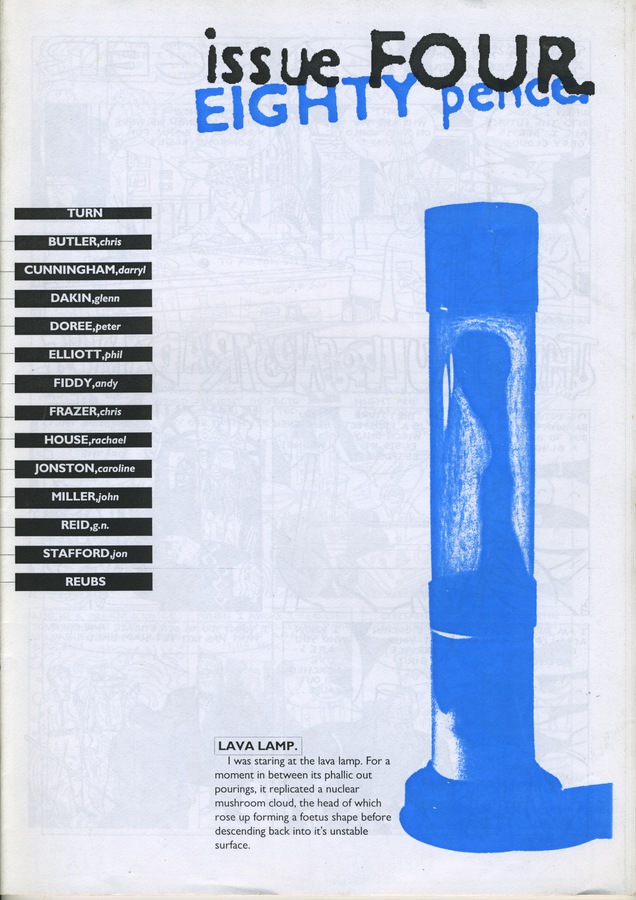 issue FOUR
EIGHTY pence.
TURN
BUTLER,chris
CUNNINGHAM,darryl
DAKIN,glenn
DOREE,peter
ELLIOTT,phil
FIDDY,andy
FRAZER,chris
HOUSE,rachael
JONSTON,caroline
MILLER,john
REID,g.n.
STAFFORD,jon
REUBS
LAVA LAMP.
I was staring at the lava lamp. For a
moment in between its phallic out
pourings, it replicated a nuclear
mushroom cloud, the head of which
rose up forming a foetus shape before
descending back into it's unstable
surface.